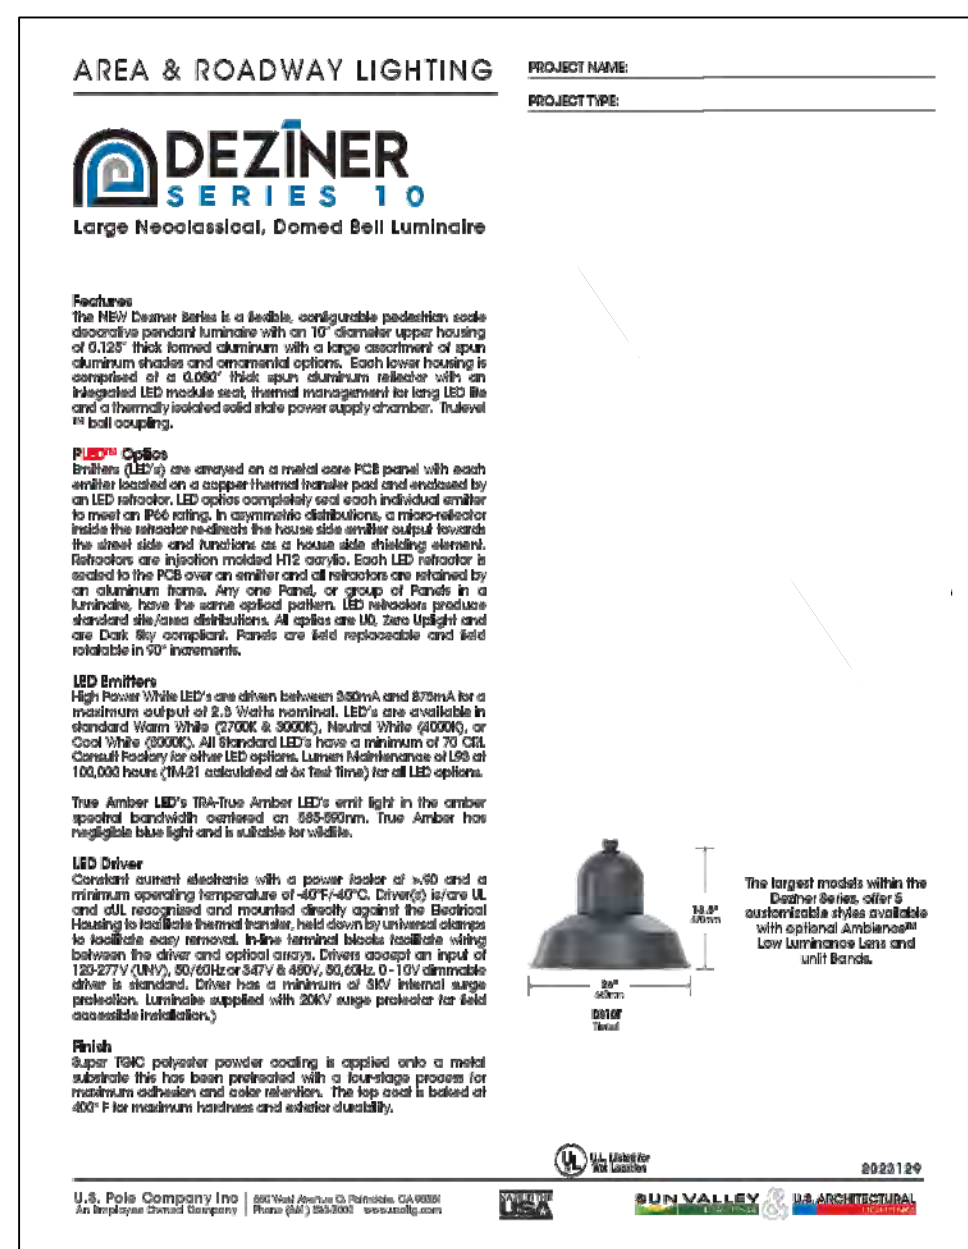 AREA & ROADWAY LIGHTING
PROJECT NAME:
PROJECT TYPE:
DEZINER
SERIES 10
Large Neoclassical, Domed Bell Luminaire
Features
The NEW Deziner Series is a flexible, configurable pedestrian scale
decorative pendant luminaire with an 10" diameter upper housing
of 0.125" thick formed aluminum with a large assortment of spun
aluminum shades and ornamental options. Each lower housing is
comprised of a 0.090" thick spun aluminum reflector with an
integrated LED module seat, thermal management for long LED life
and a thermally isolated solid state power supply chamber. Trulevel
™ ball coupling.
PLED™ Optics
Emitters (LED's) are arrayed on a metal core PCB panel with each
emitter located on a copper thermal transfer pad and enclosed by
an LED refractor. LED optics completely seal each individual emitter
to meet an IP66 rating. In asymmetric distributions, a micro-reflector
inside the refractor re-directs the house side emitter output towards
the street side and functions as a house side shielding element.
Refractors are injection molded H12 acrylic. Each LED refractor is
sealed to the PCB over an emitter and all refractors are retained by
an aluminum frame. Any one Panel, or group of Panels in a
luminaire, have the same optical pattern. LED refractors produce
standard site/area distributions. All optics are U0, Zero Uplight and
are Dark Sky compliant. Panels are field replaceable and field
rotatable in 90° increments.
LED Emitters
High Power White LED's are driven between 350mA and 875mA for a
maximum output of 2.3 Watts nominal. LED's are available in
standard Warm White (2700K & 3000K), Neutral White (4000K), or
Cool White (5000K). All Standard LED's have a minimum of 70 CRI.
Consult Factory for other LED options. Lumen Maintenance of L93 at
100,000 hours (TM-21 calculated at 6x Test Time) for all LED options.
True Amber LED's TRA-True Amber LED's emit light in the amber
spectral bandwidth centered on 585-590nm. True Amber has
negligible blue light and is suitable for wildlife.
LED Driver
Constant current electronic with a power factor of >.90 and a
minimum operating temperature of -40°F/-40°C. Driver(s) is/are UL
and cUL recognized and mounted directly against the Electrical
Housing to facilitate thermal transfer, held down by universal clamps
to facilitate easy removal. In-line terminal blocks facilitate wiring
between the driver and optical arrays. Drivers accept an input of
120-277V (UNV), 50/60Hz or 347V & 480V, 50,60Hz. 0 - 10V dimmable
driver is standard. Driver has a minimum of 3KV internal surge
protection. Luminaire supplied with 20KV surge protector for field
accessible installation.)
Finish
Super TGIC polyester powder coating is applied onto a metal
substrate this has been pretreated with a four-stage process for
maximum adhesion and color retention. The top coat is baked at
400° F for maximum hardness and exterior durability.
The largest models within the
Deziner Series, offer 5
customizable styles available
with optional Ambience™
Low Luminance Lens and
unlit Bands.
UL
U.L. Listed for
Wet Location
2023129
U.S. Pole Company Inc
An Employee Owned Company
MADE IN THE
USA
SUN VALLEY
LIGHTING
&
U.S. ARCHITECTURAL
LIGHTING